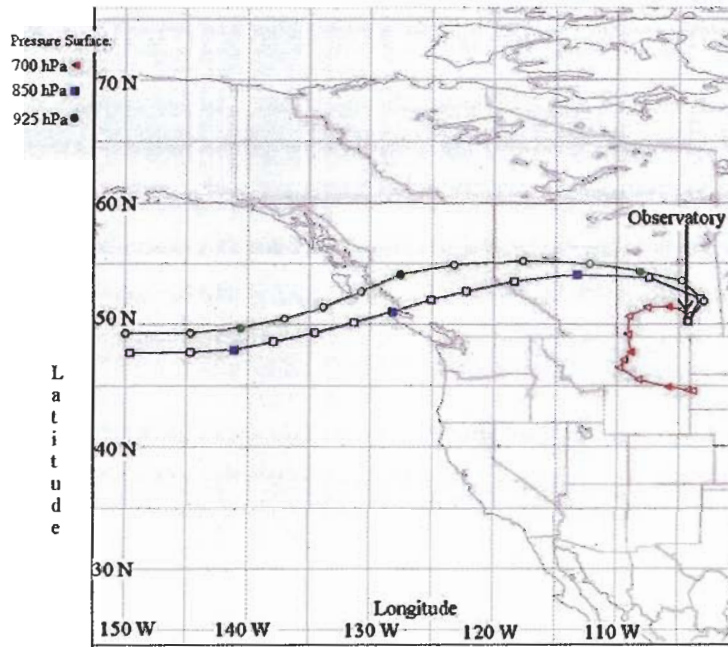 Pressure Surface:
700 hPa
850 hPa
925 hPa
70 N
60 N
Observatory
50 N
Latitude
40 N
30 N
Longitude
150 W 140 W 130 W 120 W 110 W